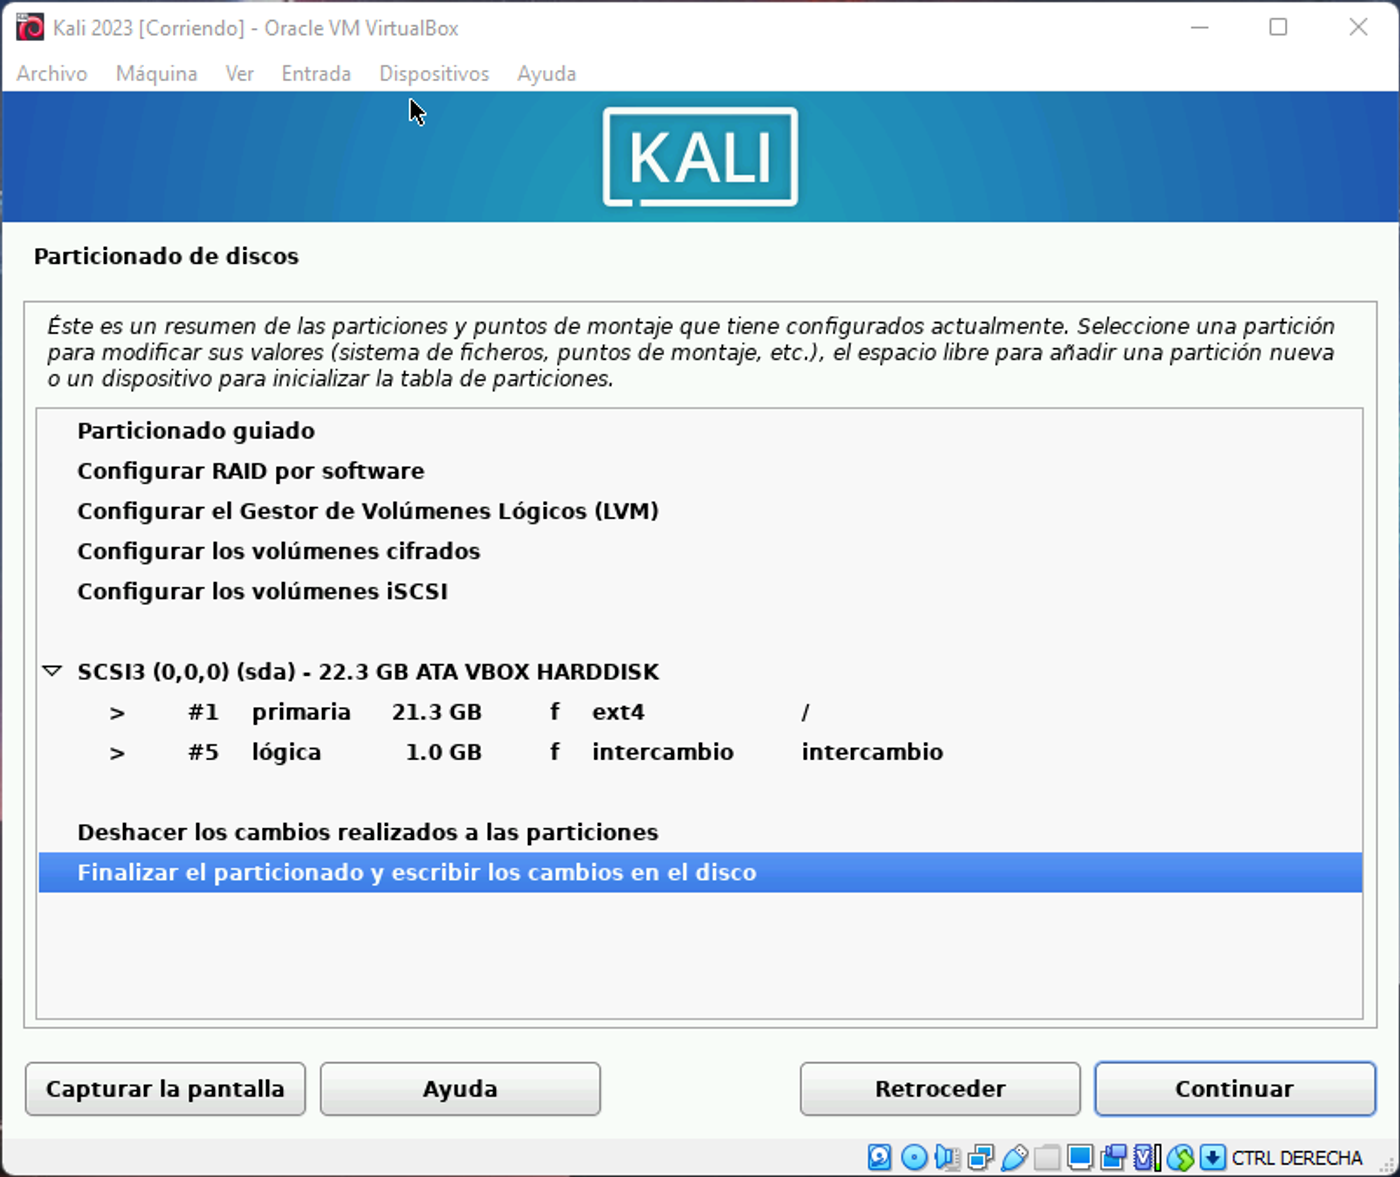 Kali 2023 [Corriendo] - Oracle VM VirtualBox
Archivo Máquina Ver Entrada Dispositivos Ayuda
KALI
Particionado de discos
Éste es un resumen de las particiones y puntos de montaje que tiene configurados actualmente. Seleccione una partición
para modificar sus valores (sistema de ficheros, puntos de montaje, etc.), el espacio libre para añadir una partición nueva
o un dispositivo para inicializar la tabla de particiones.
Particionado guiado
Configurar RAID por software
Configurar el Gestor de Volúmenes Lógicos (LVM)
Configurar los volúmenes cifrados
Configurar los volúmenes iSCSI
SCSI3 (0,0,0) (sda) - 22.3 GB ATA VBOX HARDDISK
> #1 primaria 21.3 GB f ext4 /
> #5 lógica 1.0 GB f intercambio intercambio
Deshacer los cambios realizados a las particiones
Finalizar el particionado y escribir los cambios en el disco
Capturar la pantalla Ayuda Retroceder Continuar
CTRL DERECHA